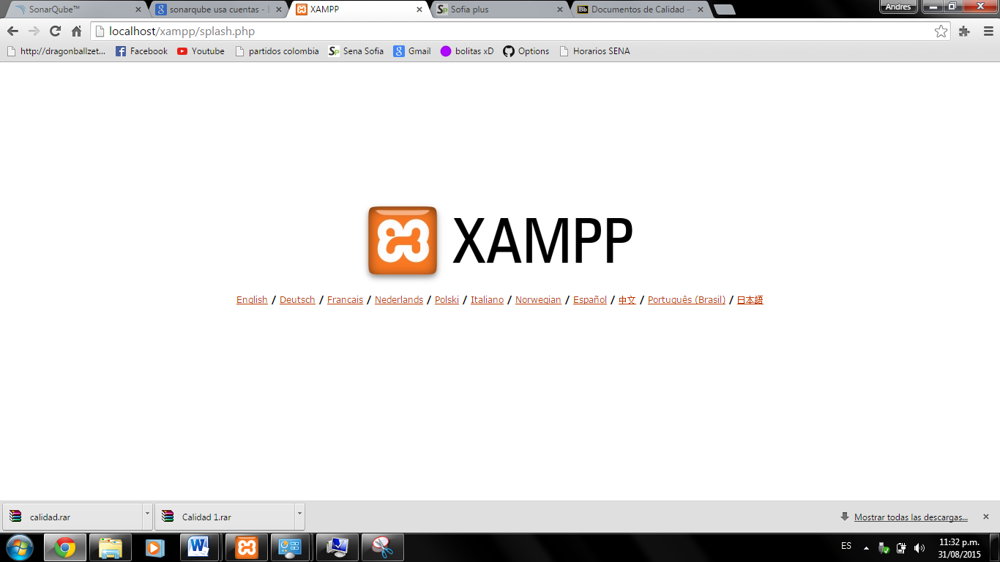 SonarQube™ sonarqube usa cuentas - B XAMPP Sofia plus Documentos de Calidad – Andres
localhost/xampp/splash.php
http://dragonballzet... Facebook Youtube partidos colombia Sena Sofia Gmail bolitas xD Options Horarios SENA
XAMPP
English / Deutsch / Francais / Nederlands / Polski / Italiano / Norwegian / Español / 中文 / Português (Brasil) / 日本語
calidad.rar Calidad 1.rar Mostrar todas las descargas...
ES 11:32 p.m.
31/08/2015